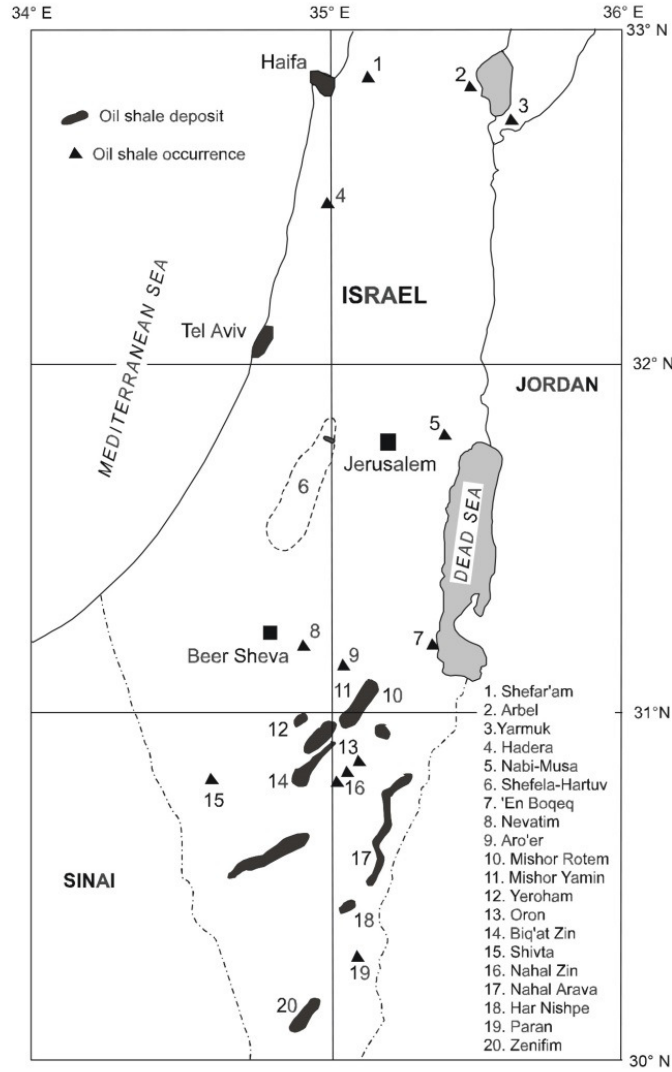 34° E
35° E
36° E
33° N
Haifa
1
2
3
Oil shale deposit
Oil shale occurrence
4
ISRAEL
MEDITERRANEAN SEA
Tel Aviv
32° N
JORDAN
5
Jerusalem
6
DEAD SEA
8
Beer Sheva
7
9
11
10
31°N
12
13
14
16
15
17
SINAI
18
19
20
1. Shefar'am
2. Arbel
3.Yarmuk
4. Hadera
5. Nabi-Musa
6. Shefela-Hartuv
7. 'En Boqeq
8. Nevatim
9. Aro'er
10. Mishor Rotem
11. Mishor Yamin
12. Yeroham
13. Oron
14. Biq'at Zin
15. Shivta
16. Nahal Zin
17. Nahal Arava
18. Har Nishpe
19. Paran
20. Zenifim
30° N